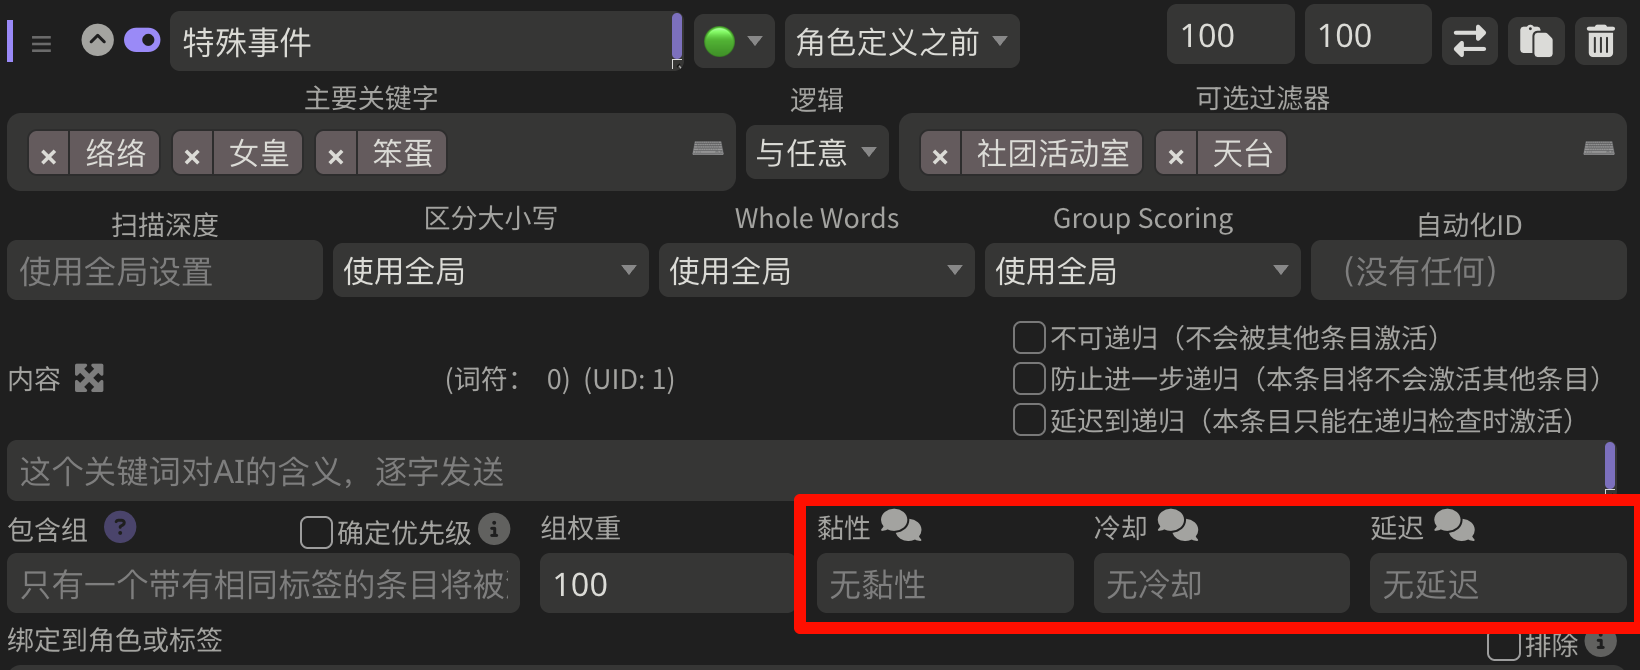 特殊事件 角色定义之前 100 100
主要关键字 逻辑 可选过滤器
× 络络 × 女皇 × 笨蛋 与任意 × 社团活动室 × 天台
扫描深度 区分大小写 Whole Words Group Scoring 自动化ID
使用全局设置 使用全局 使用全局 使用全局 （没有任何）
不可递归（不会被其他条目激活）
内容 (词符： 0) (UID: 1) 防止进一步递归（本条目将不会激活其他条目）
延迟到递归（本条目只能在递归检查时激活）
这个关键词对AI的含义，逐字发送
包含组 ? 确定优先级 i 组权重 黏性 冷却 延迟
只有一个带有相同标签的条目将被 100 无黏性 无冷却 无延迟
绑定到角色或标签 排除 i